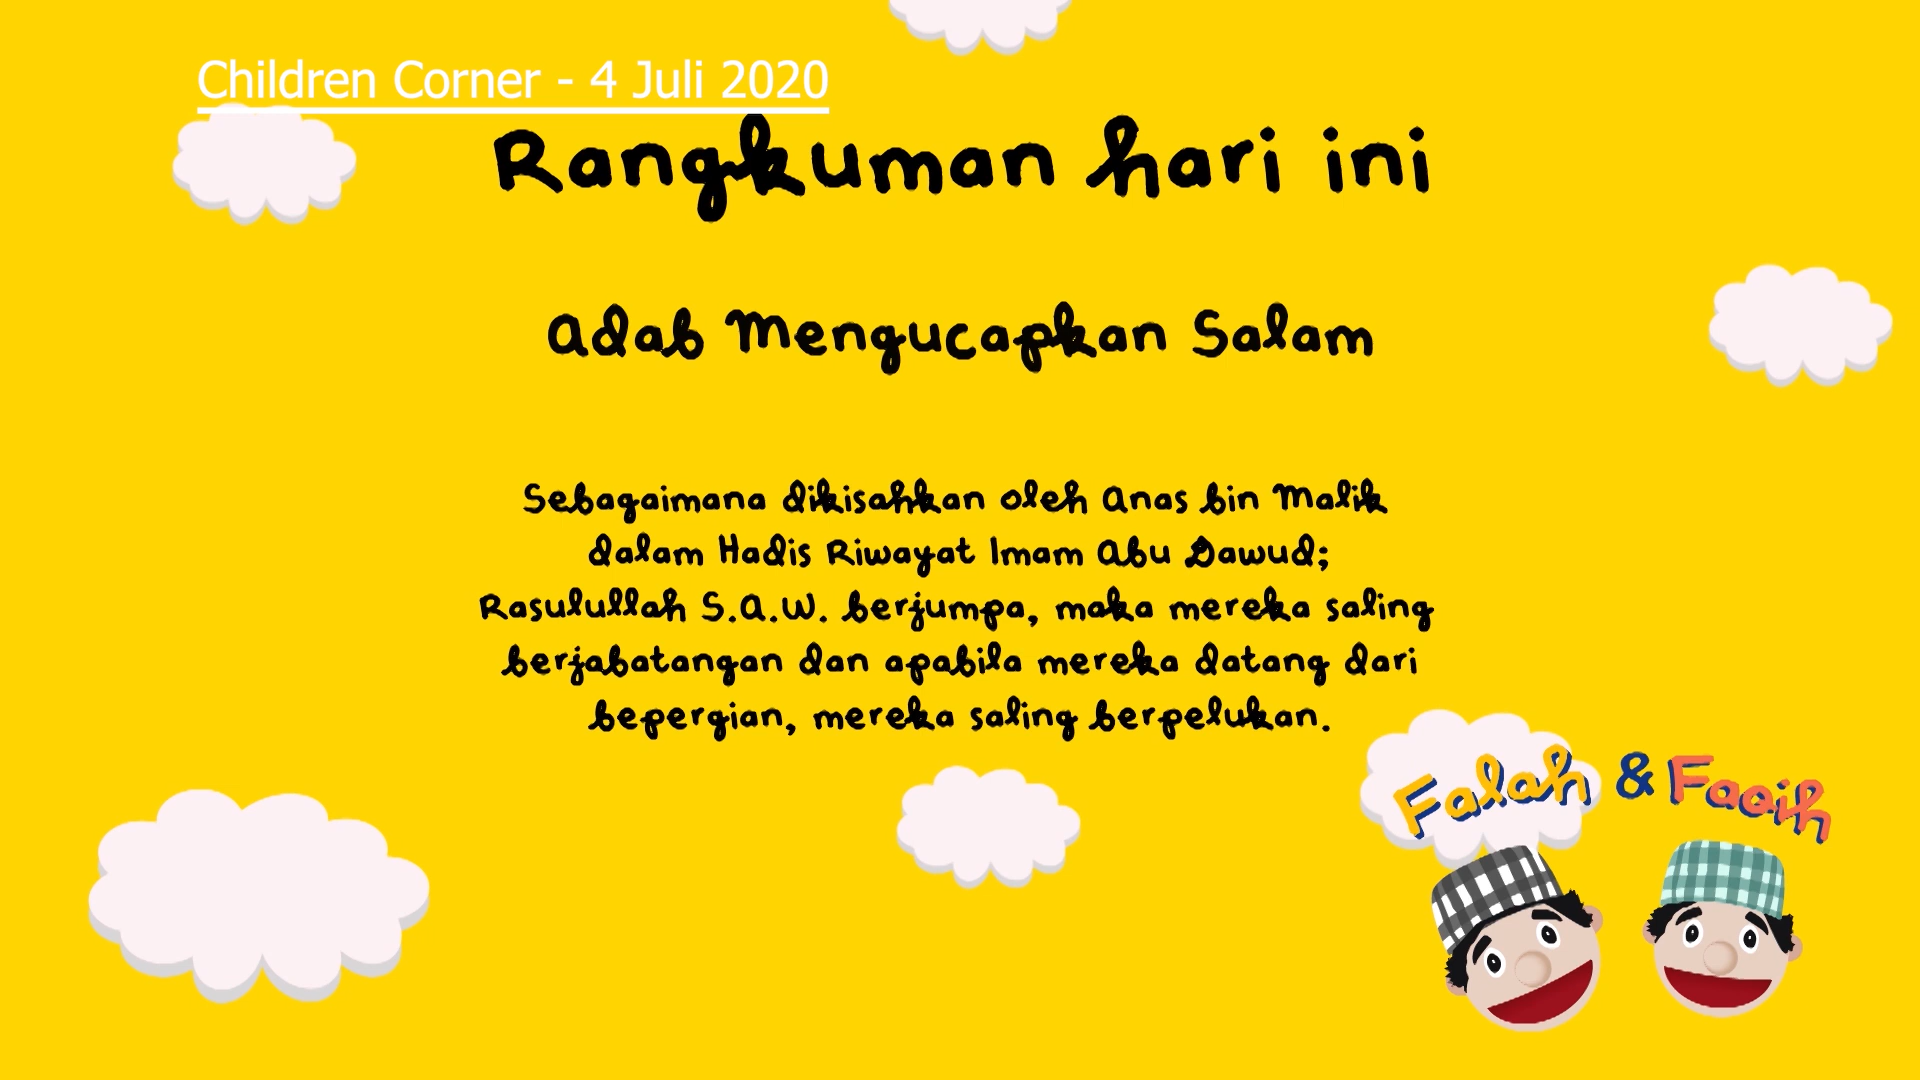 Children Corner - 4 Juli 2020
Rangkuman hari ini
Adab Mengucapkan Salam
Sebagaimana dikisahkan oleh Anas bin Malik
dalam Hadis Riwayat Imam Abu Dawud;
Rasulullah S.A.W. berjumpa, maka mereka saling
berjabatangan dan apabila mereka datang dari
bepergian, mereka saling berpelukan.
Falah & Faqih